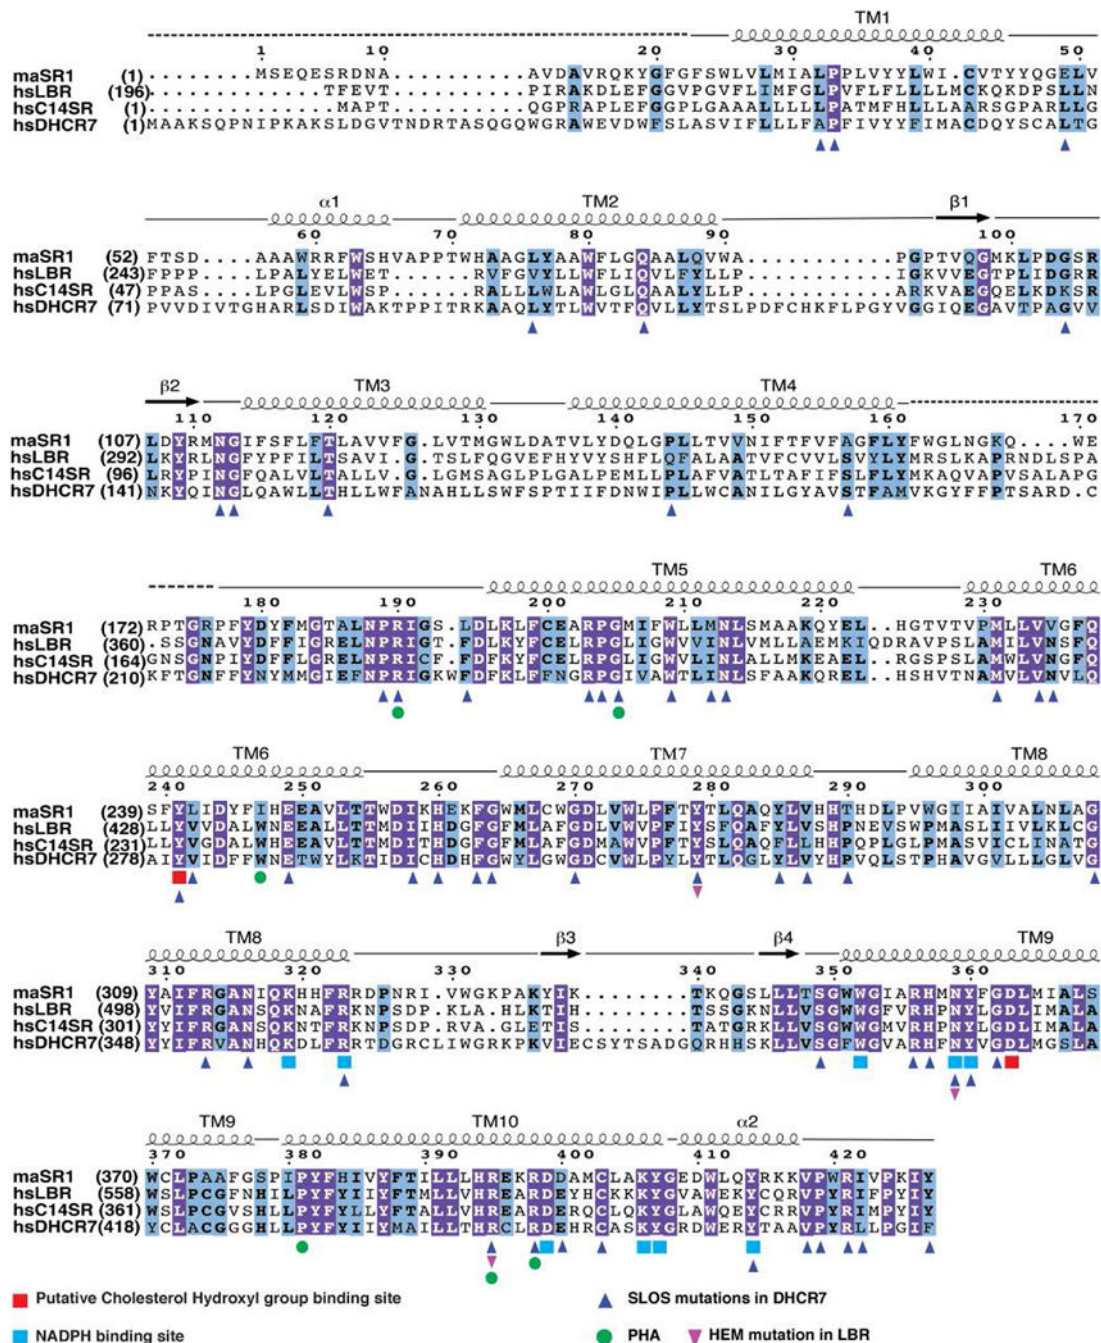 TM1
1 10 20 30 40 50
maSR1 (1) ........MSEQESRDNA..........AVDAVRQKYGFGFSWLVLMIALPPLVYYLWI.CVTYYQGELV
hsLBR (196) .............TFEVT..........PIRAKDLEFGGVPGVFLIMFGLPVFLFLLLLMCKQKDPSLLN
hsC14SR (1) ..............MAPT..........QGPRAPLEFGGPLGAAALLLLLPATMFHLLLAARSGPARLLG
hsDHCR7 (1) MAAKSQPNIPKAKSLDGVTNDRTASQGQWGRAWEVDWFSLASVIFLLLFAPFIVYYFIMACDQYSCALTG
α1 TM2 β1
60 70 80 90 100
maSR1 (52) FTSD....AAAWRRFWSHVAPPTWHAAGLYAAWFLGQAALQVWA...........PGPTVQGMKLPDGSR
hsLBR (243) FPPP....LPALYELWET......RVFGVYLLWFLIQVLFYLLP...........IGKVVEGTPLIDGRR
hsC14SR (47) PPAS....LPGLEVLWSP......RALLLWLAWLGLQAALYLLP...........ARKVAEGQELKDKSR
hsDHCR7 (71) PVVDIVTGHARLSDIWAKTPPITRKAAQLYTLWVTFQVLLYTSLPDFCHKFLPGYVGGIQEGAVTPAGVV
β2 TM3 TM4
110 120 130 140 150 160 170
maSR1 (107) LDYRMNGIFSFLFTLAVVFG.LVTMGWLDATVLYDQLGPLLTVVNIFTFVFAGFLYFWGLNGKQ....WE
hsLBR (292) LKYRLNGFYPFILTSAVI.G.TSLFQGVEFHYVYSHFLQFALAATVFCVVLSVYLYMRSLKAPRNDLSPA
hsC14SR (96) LRYPINGFQALVLTALLV.G.LGMSAGLPLGALPEMLLPLAFVATLTAFIFSLFLYMKAQVAPVSALAPG
hsDHCR7 (141) NKYQINGLQAWLLTHLLWFANAHLLSWFSPTIIFDNWIPLLWCANILGYAVSTFAMVKGYFFPTSARD.C
TM5 TM6
180 190 200 210 220 230
maSR1 (172) RPTGRPFYDYFMGTALNPRIGS.LDLKLFCEARPGMIFWLLMNLSMAAKQYEL..HGTVTVPMLLVVGFQ
hsLBR (360) .SSGNAVYDFFIGRELNPRIGT.FDLKYFCELRPGLIGWVVINLVMLLAEMKIQDRAVPSLAMILVNSFQ
hsC14SR (164) GNSGNPIYDFFLGRELNPRICF.FDFKYFCELRPGLIGWVLINLALLMKEAEL..RGSPSLAMWLVNGFQ
hsDHCR7 (210) KFTGNFFYNYMMGIEFNPRIGKWFDFKLFFNGRPGIVAWTLINLSFAAKQREL..HSHVTNAMVLVNVLQ
TM6 TM7 TM8
240 250 260 270 280 290 300
maSR1 (239) SFYLIDYFIHEEAVLTTWDIKHEKFGWMLCWGDLVWLPFTYTLQAQYLVHHTHDLPVWGIIAIVALNLAG
hsLBR (428) LLYVVDALWNEEALLTTMDIIHDGFGFMLAFGDLVWVPFIYSFQAFYLVSHPNEVSWPMASLIIVLKLCG
hsC14SR (231) LLYVGDALWHEEAVLTTMDITHDGFGFMLAFGDMAWVPFTYSLQAQFLLHHPQPLGLPMASVICLINATG
hsDHCR7 (278) AIYVIDFFWNETWYLKTIDICHDHFGWYLGWGDCVWLPYLYTLQGLYLVYHPVQLSTPHAVGVLLLGLVG
TM8 β3 β4 TM9
310 320 330 340 350 360
maSR1 (309) YAIFRGANIQKHHFRRDPNRI.VWGKPAKYIK........TKQGSLLLTSGWWGIARHMNYFGDLMIALS
hsLBR (498) YVIFRGANSQKNAFRKNPSDPKLA.HLKTIH........TSSGKNLLVSGWWGFVRHPNYLGDLIMALA
hsC14SR (301) YYIFRGANSQKNTFRKNPSDP.RVA.GLETIS........TATGRKLLVSGWWGMVRHPNYLGDLIMALA
hsDHCR7 (348) YYIFRVANHQKDLFRRTDGRCLIWGRKPKVIECSYTSADGQRHHSKLLVSGFWGVARHFNYVGDLMGSLA
TM9 TM10 α2
370 380 390 400 410 420
maSR1 (370) WCLPAAFGSPIPYFHIVYFTILLLHREKRDDAMCLAKYGEDWLQYRKKVPWRIVPKIY
hsLBR (558) WSLPCGFNHILPYFYIIYFTMLLVHREARDEYHCKKKYGVAWEKYCQRVPYRIFPYIY
hsC14SR (361) WSLPCGVSHLLPYFYLLYFTALLVHREARDERQCLQKYGLAWQEYCRRVPYRIMPYIY
hsDHCR7 (418) YCLACGGGHLLPYFYIIYMAILLTHRCLRDEHRCASKYGRDWERYTAAVPYRLLPGIF
Putative Cholesterol Hydroxyl group binding site
SLOS mutations in DHCR7
NADPH binding site
PHA
HEM mutation in LBR